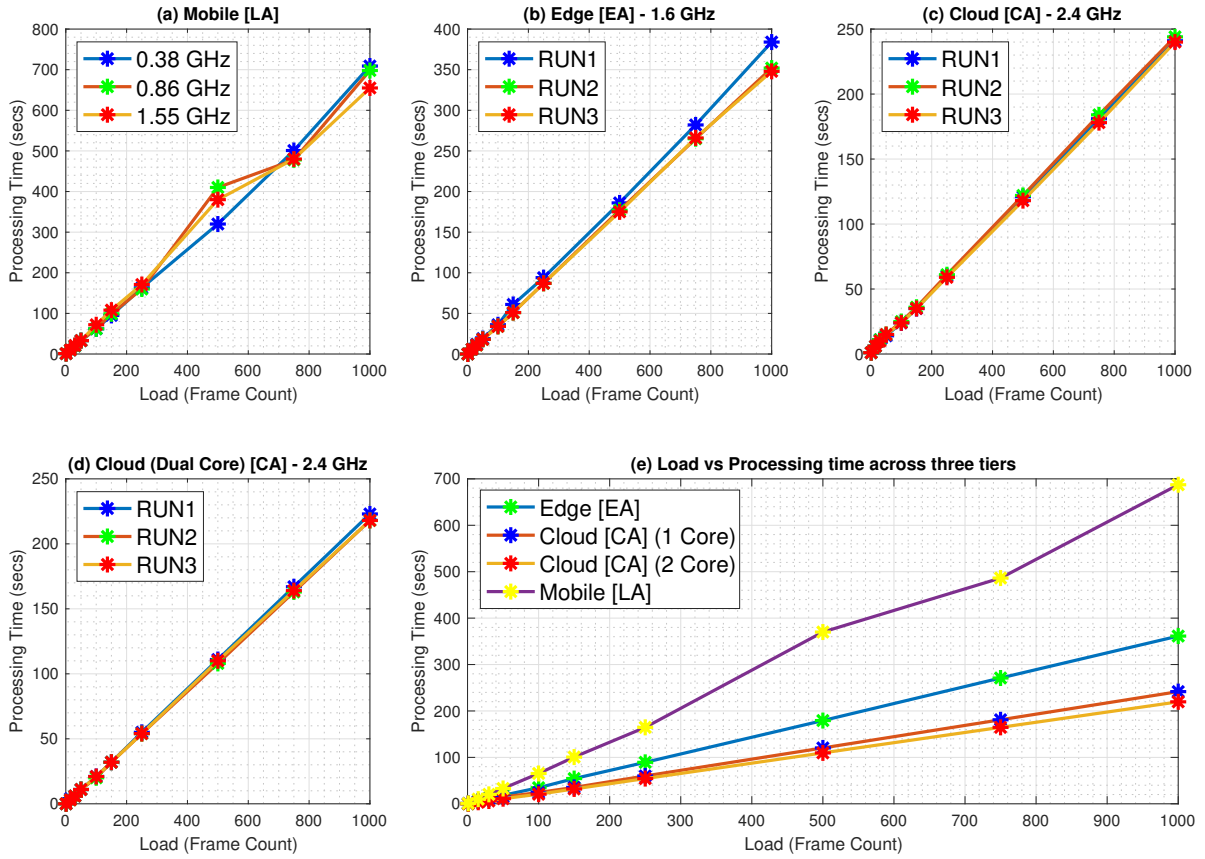 (a) Mobile [LA]
800
700
600
500
400
300
200
100
0
0 200 400 600 800 1000
Processing Time (secs)
Load (Frame Count)
0.38 GHz
0.86 GHz
1.55 GHz
(b) Edge [EA] - 1.6 GHz
400
350
300
250
200
150
100
50
0
0 200 400 600 800 1000
Processing Time (secs)
Load (Frame Count)
RUN1
RUN2
RUN3
(c) Cloud [CA] - 2.4 GHz
250
200
150
100
50
0
0 200 400 600 800 1000
Processing Time (secs)
Load (Frame Count)
RUN1
RUN2
RUN3
(d) Cloud (Dual Core) [CA] - 2.4 GHz
250
200
150
100
50
0
0 200 400 600 800 1000
Processing Time (secs)
Load (Frame Count)
RUN1
RUN2
RUN3
(e) Load vs Processing time across three tiers
700
600
500
400
300
200
100
0
0 100 200 300 400 500 600 700 800 900 1000
Processing Time (secs)
Load (Frame Count)
Edge [EA]
Cloud [CA] (1 Core)
Cloud [CA] (2 Core)
Mobile [LA]